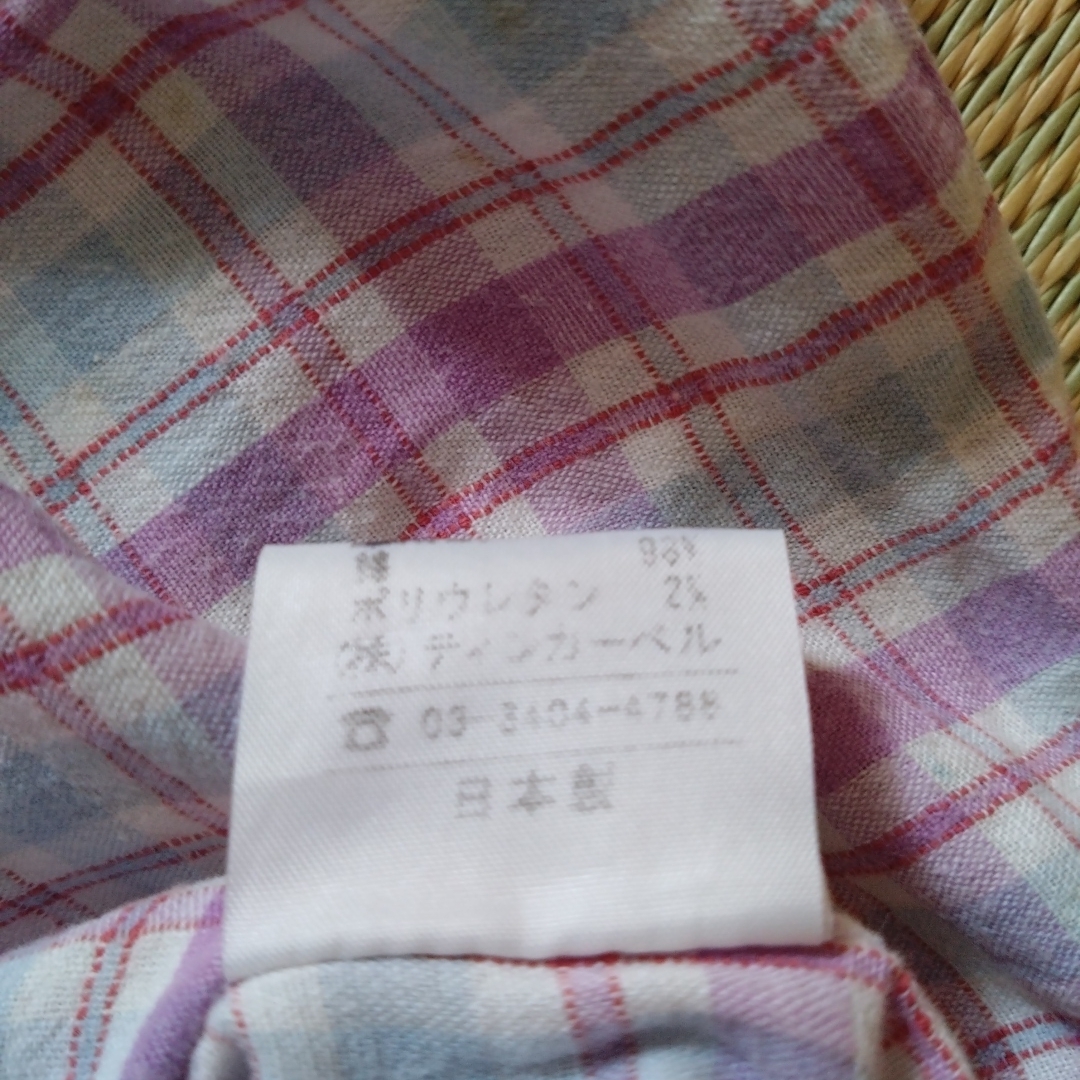 綿 98%
ポリウレタン 2%
(株)ティンカーベル
☎ 03-3404-4788
日本製